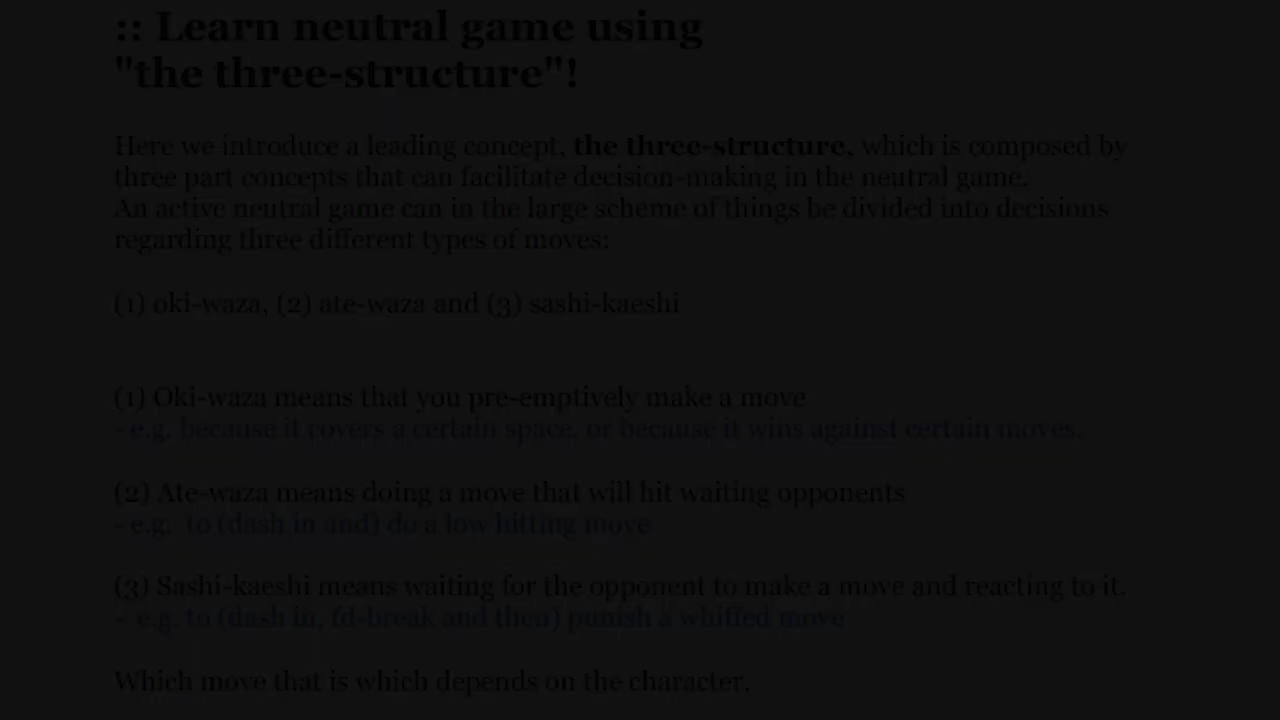 :: Learn neutral game using
"the three-structure"!
Here we introduce a leading concept, the three-structure, which is composed by
three part concepts that can facilitate decision-making in the neutral game.
An active neutral game can in the large scheme of things be divided into decisions
regarding three different types of moves:
(1) oki-waza, (2) ate-waza and (3) sashi-kaeshi
(1) Oki-waza means that you pre-emptively make a move
- e.g. because it covers a certain space, or because it wins against certain moves.
(2) Ate-waza means doing a move that will hit waiting opponents
- e.g. to (dash in and) do a low hitting move
(3) Sashi-kaeshi means waiting for the opponent to make a move and reacting to it.
- e.g. to (dash in, fd-break and then) punish a whiffed move
Which move that is which depends on the character.